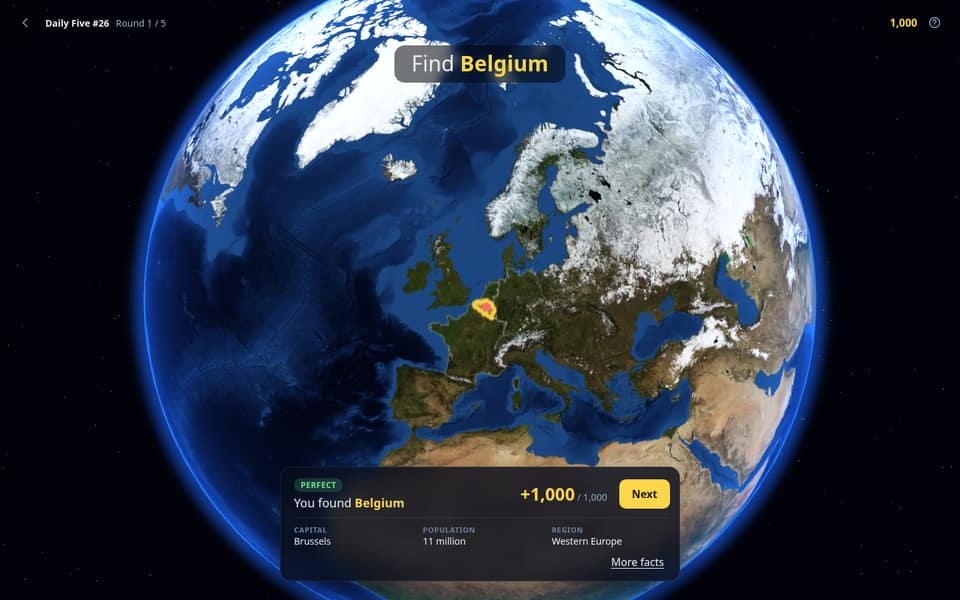 Daily Five #26 Round 1 / 5
1,000
Find Belgium
PERFECT
You found Belgium
+1,000 / 1,000
Next
CAPITAL
Brussels
POPULATION
11 million
REGION
Western Europe
More facts